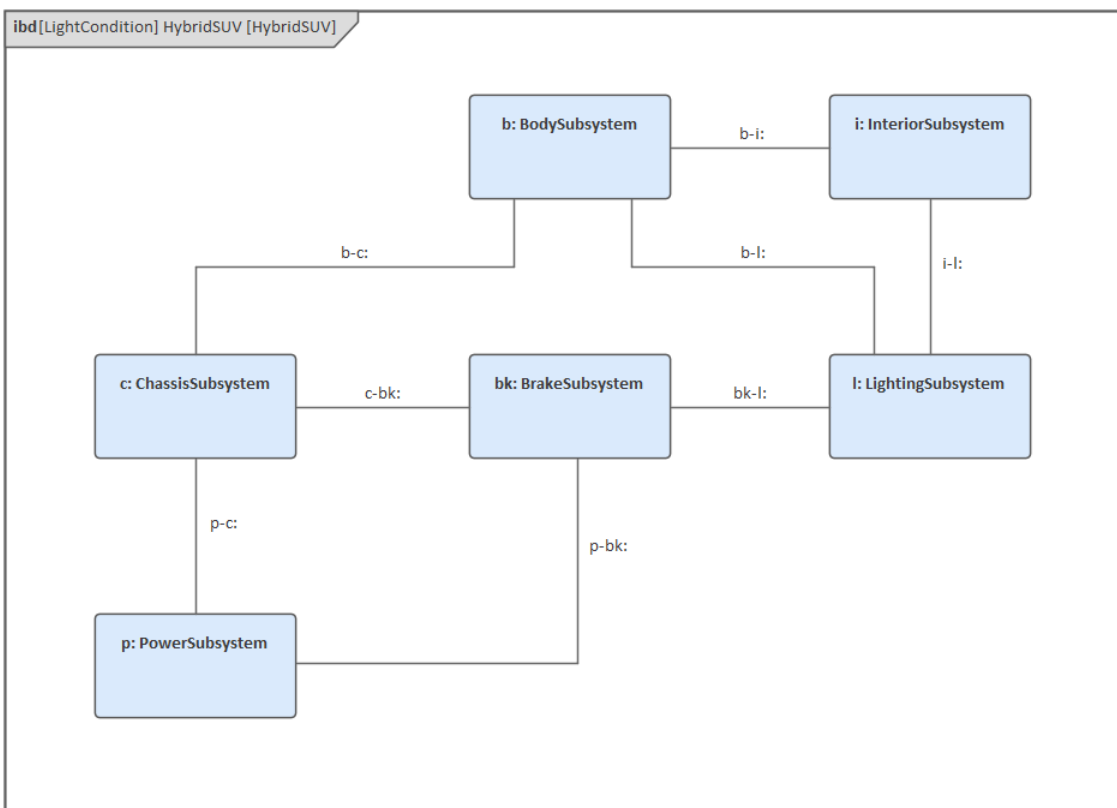 ibd [LightCondition] HybridSUV [HybridSUV]
b: BodySubsystem
b-i:
i: InteriorSubsystem
b-c:
b-l:
i-l:
c: ChassisSubsystem
c-bk:
bk: BrakeSubsystem
bk-l:
l: LightingSubsystem
p-c:
p-bk:
p: PowerSubsystem